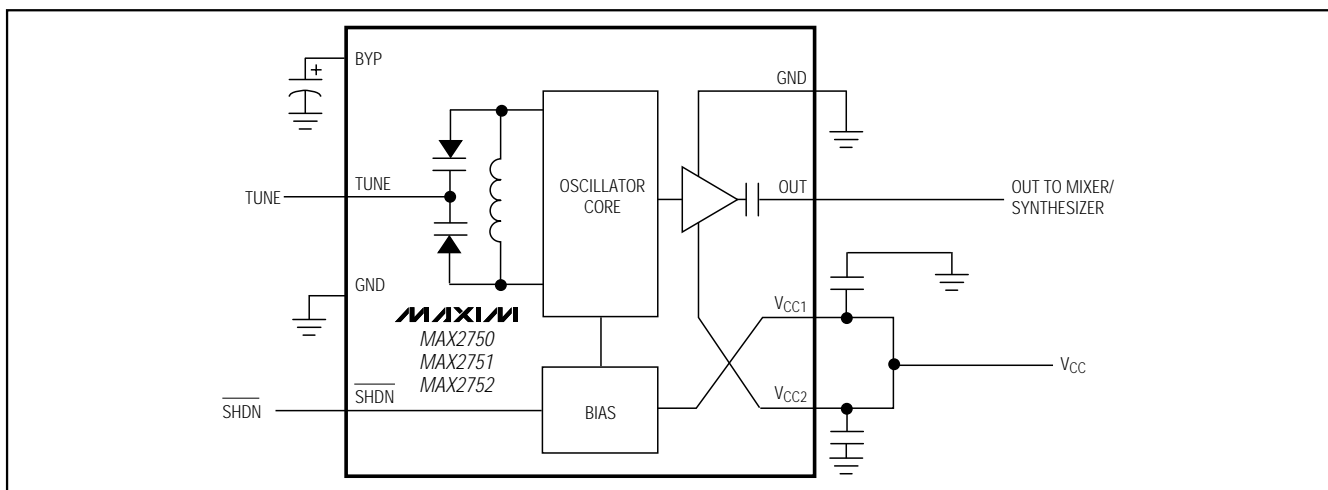 BYP
+
GND
OSCILLATOR
CORE
TUNE
TUNE
OUT
OUT TO MIXER/
SYNTHESIZER
GND
MAXIM
MAX2750
MAX2751
MAX2752
VCC1
VCC
SHDN
SHDN
BIAS
VCC2